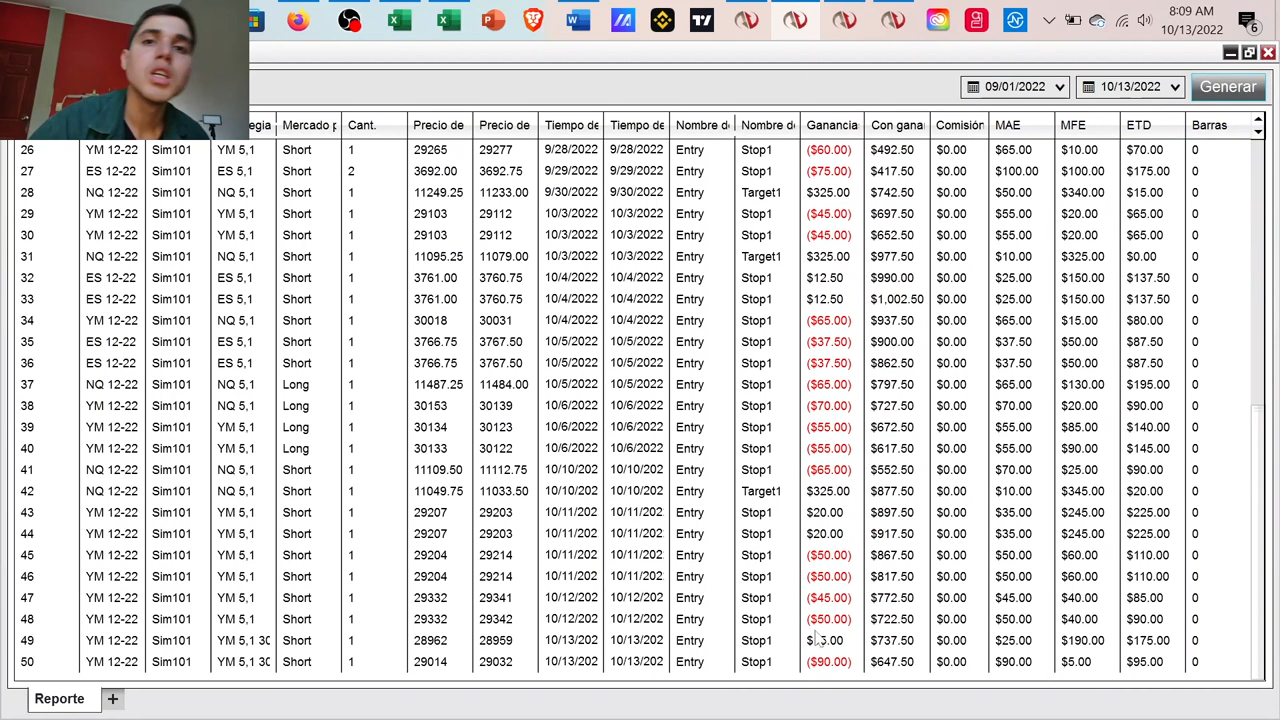 8:09 AM
10/13/2022
6
09/01/2022 10/13/2022 Generar
Mercado Cant. Precio de Precio de Tiempo de Tiempo de Nombre Nombre Ganancia Con Comisión MAE MFE ETD Barras
26 YM 12-22 Sim101 YM 5,1 Short 1 29265 29277 9/28/2022 9/28/2022 Entry Stop1 ($60.00) $492.50 $0.00 $65.00 $10.00 $70.00 0
27 ES 12-22 Sim101 ES 5,1 Short 2 3692.00 3692.75 9/29/2022 9/29/2022 Entry Stop1 ($75.00) $417.50 $0.00 $100.00 $100.00 $175.00 0
28 NQ 12-22 Sim101 NQ 5,1 Short 1 11249.25 11233.00 9/30/2022 9/30/2022 Entry Target1 $325.00 $742.50 $0.00 $50.00 $340.00 $15.00 0
29 YM 12-22 Sim101 YM 5,1 Short 1 29103 29112 10/3/2022 10/3/2022 Entry Stop1 ($45.00) $697.50 $0.00 $55.00 $20.00 $65.00 0
30 YM 12-22 Sim101 YM 5,1 Short 1 29103 29112 10/3/2022 10/3/2022 Entry Stop1 ($45.00) $652.50 $0.00 $55.00 $20.00 $65.00 0
31 NQ 12-22 Sim101 NQ 5,1 Short 1 11095.25 11079.00 10/3/2022 10/3/2022 Entry Target1 $325.00 $977.50 $0.00 $10.00 $325.00 $0.00 0
32 ES 12-22 Sim101 ES 5,1 Short 1 3761.00 3760.75 10/4/2022 10/4/2022 Entry Stop1 $12.50 $990.00 $0.00 $25.00 $150.00 $137.50 0
33 ES 12-22 Sim101 ES 5,1 Short 1 3761.00 3760.75 10/4/2022 10/4/2022 Entry Stop1 $12.50 $1,002.50 $0.00 $25.00 $150.00 $137.50 0
34 YM 12-22 Sim101 NQ 5,1 Short 1 30018 30031 10/4/2022 10/4/2022 Entry Stop1 ($65.00) $937.50 $0.00 $65.00 $15.00 $80.00 0
35 ES 12-22 Sim101 ES 5,1 Short 1 3766.75 3767.50 10/5/2022 10/5/2022 Entry Stop1 ($37.50) $900.00 $0.00 $37.50 $50.00 $87.50 0
36 ES 12-22 Sim101 ES 5,1 Short 1 3766.75 3767.50 10/5/2022 10/5/2022 Entry Stop1 ($37.50) $862.50 $0.00 $37.50 $50.00 $87.50 0
37 NQ 12-22 Sim101 NQ 5,1 Long 1 11487.25 11484.00 10/5/2022 10/5/2022 Entry Stop1 ($65.00) $797.50 $0.00 $65.00 $130.00 $195.00 0
38 YM 12-22 Sim101 NQ 5,1 Long 1 30153 30139 10/6/2022 10/6/2022 Entry Stop1 ($70.00) $727.50 $0.00 $70.00 $20.00 $90.00 0
39 YM 12-22 Sim101 NQ 5,1 Long 1 30134 30123 10/6/2022 10/6/2022 Entry Stop1 ($55.00) $672.50 $0.00 $55.00 $85.00 $140.00 0
40 YM 12-22 Sim101 NQ 5,1 Long 1 30133 30122 10/6/2022 10/6/2022 Entry Stop1 ($55.00) $617.50 $0.00 $55.00 $90.00 $145.00 0
41 NQ 12-22 Sim101 NQ 5,1 Short 1 11109.50 11112.75 10/10/202 10/10/202 Entry Stop1 ($65.00) $552.50 $0.00 $70.00 $25.00 $90.00 0
42 NQ 12-22 Sim101 NQ 5,1 Short 1 11049.75 11033.50 10/10/202 10/10/202 Entry Target1 $325.00 $877.50 $0.00 $10.00 $345.00 $20.00 0
43 YM 12-22 Sim101 YM 5,1 Short 1 29207 29203 10/11/202 10/11/202 Entry Stop1 $20.00 $897.50 $0.00 $35.00 $245.00 $225.00 0
44 YM 12-22 Sim101 YM 5,1 Short 1 29207 29203 10/11/202 10/11/202 Entry Stop1 $20.00 $917.50 $0.00 $35.00 $245.00 $225.00 0
45 YM 12-22 Sim101 YM 5,1 Short 1 29204 29214 10/11/202 10/11/202 Entry Stop1 ($50.00) $867.50 $0.00 $50.00 $60.00 $110.00 0
46 YM 12-22 Sim101 YM 5,1 Short 1 29204 29214 10/11/202 10/11/202 Entry Stop1 ($50.00) $817.50 $0.00 $50.00 $60.00 $110.00 0
47 YM 12-22 Sim101 YM 5,1 Short 1 29332 29341 10/12/202 10/12/202 Entry Stop1 ($45.00) $772.50 $0.00 $45.00 $40.00 $85.00 0
48 YM 12-22 Sim101 YM 5,1 Short 1 29332 29342 10/12/202 10/12/202 Entry Stop1 ($50.00) $722.50 $0.00 $50.00 $40.00 $90.00 0
49 YM 12-22 Sim101 YM 5,1 30 Short 1 28962 28959 10/13/202 10/13/202 Entry Stop1 $737.50 $0.00 $25.00 $190.00 $175.00 0
50 YM 12-22 Sim101 YM 5,1 30 Short 1 29014 29032 10/13/202 10/13/202 Entry Stop1 ($90.00) $647.50 $0.00 $90.00 $5.00 $95.00 0
Reporte +